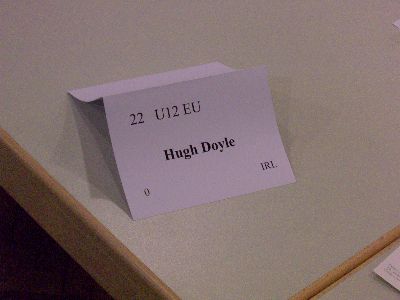 22 U12 EU
Hugh Doyle
0 IRL